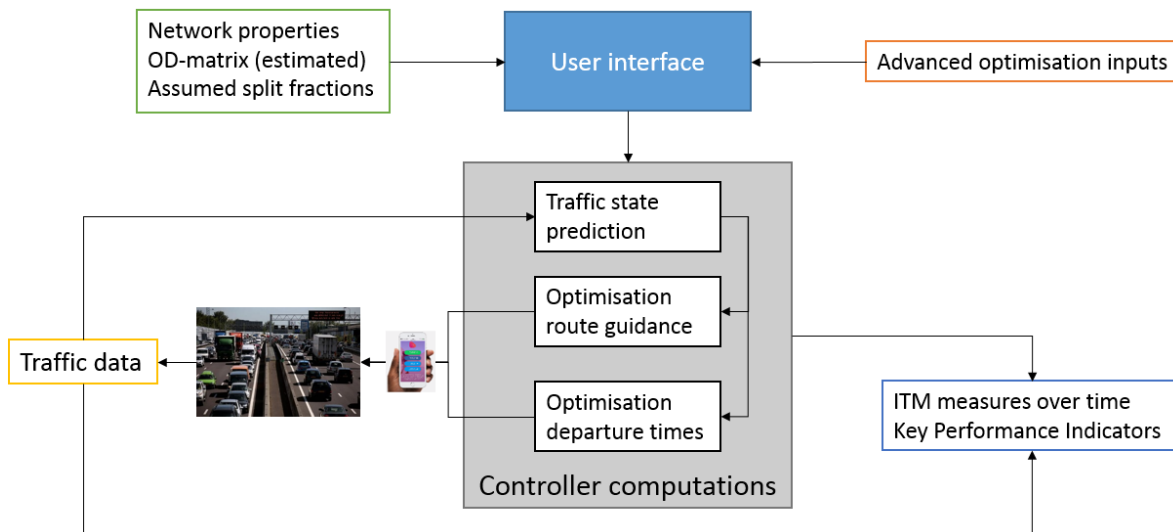 Network properties
OD-matrix (estimated)
Assumed split fractions
User interface
Advanced optimisation inputs
Traffic state
prediction
Optimisation
route guidance
Optimisation
departure times
Controller computations
Traffic data
ITM measures over time
Key Performance Indicators